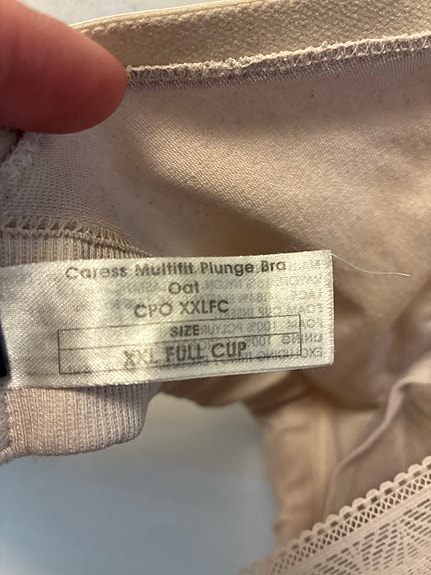 Caress Multifit Plunge Bra
Oat
CPO XXLFC
SIZE
XXL FULL CUP